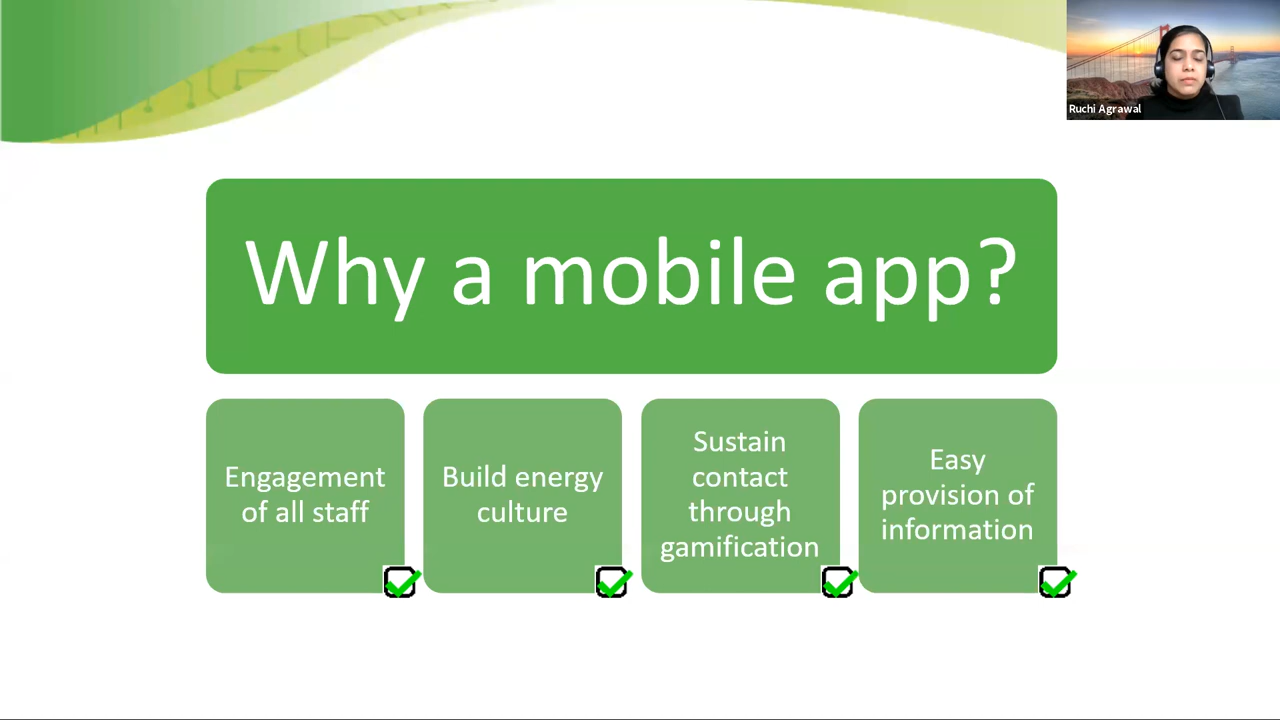 Ruchi Agrawal
Why a mobile app?
Engagement
of all staff
Build energy
culture
Sustain
contact
through
gamification
Easy
provision of
information